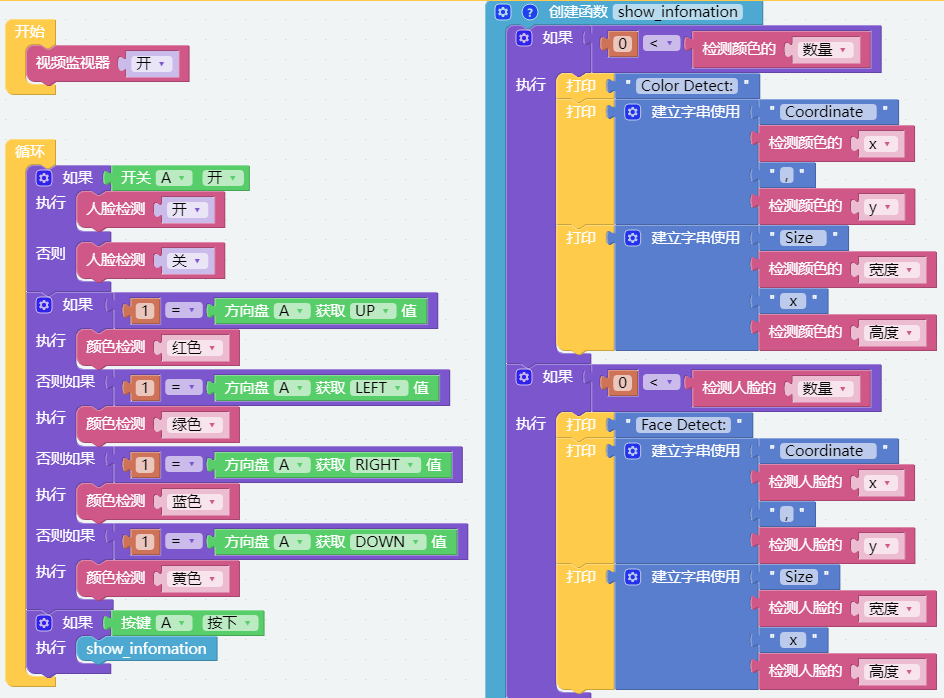 开始
视频监视器 开
循环
如果 开关 A 开
执行 人脸检测 开
否则 人脸检测 关
如果 1 = 方向盘 A 获取 UP 值
执行 颜色检测 红色
否则如果 1 = 方向盘 A 获取 LEFT 值
执行 颜色检测 绿色
否则如果 1 = 方向盘 A 获取 RIGHT 值
执行 颜色检测 蓝色
否则如果 1 = 方向盘 A 获取 DOWN 值
执行 颜色检测 黄色
如果 按键 A 按下
执行 show_infomation
? 创建函数 show_infomation
如果 0 < 检测颜色的 数量
执行 打印 " Color Detect: "
打印 建立字串使用 " Coordinate "
检测颜色的 x
" , "
检测颜色的 y
打印 建立字串使用 " Size "
检测颜色的 宽度
" x "
检测颜色的 高度
如果 0 < 检测人脸的 数量
执行 打印 " Face Detect: "
打印 建立字串使用 " Coordinate "
检测人脸的 x
" , "
检测人脸的 y
打印 建立字串使用 " Size "
检测人脸的 宽度
" x "
检测人脸的 高度